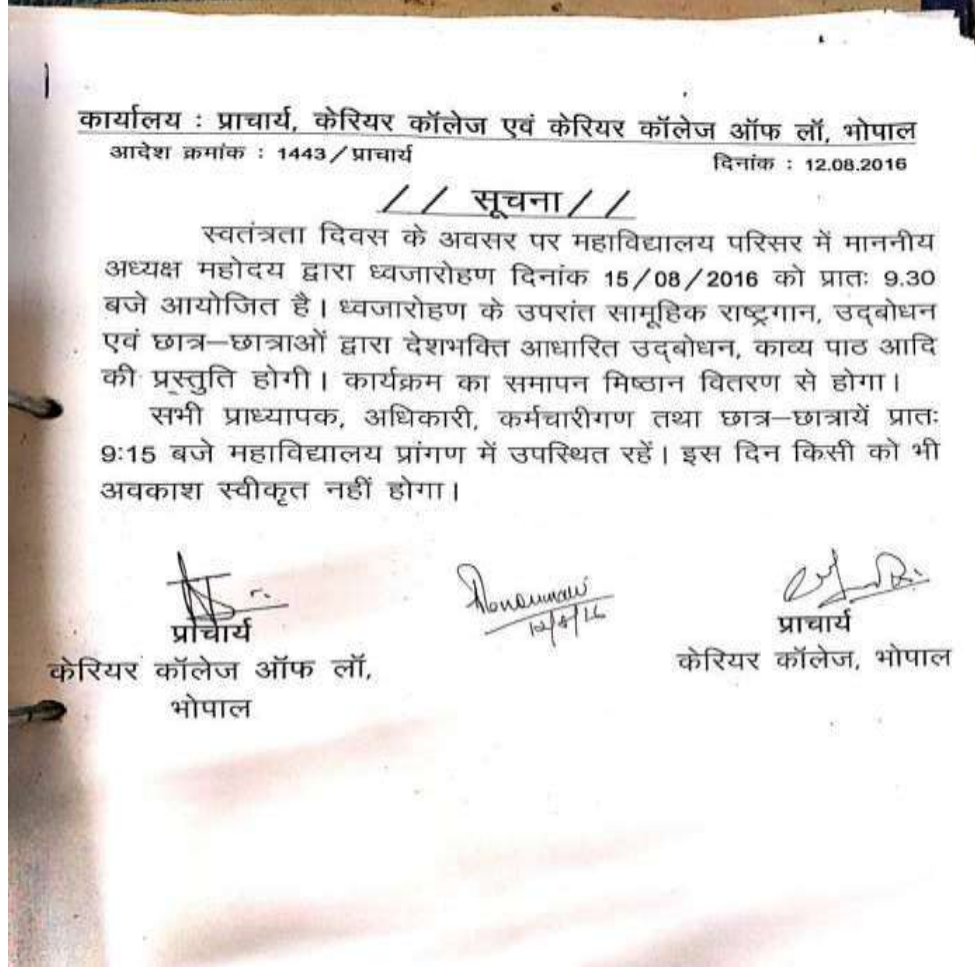 कार्यालय : प्राचार्य, केरियर कॉलेज एवं केरियर कॉलेज ऑफ लॉ, भोपाल
आदेश क्रमांक : 1443/प्राचार्य दिनांक : 12.08.2016
// सूचना//
स्वतंत्रता दिवस के अवसर पर महाविद्यालय परिसर में माननीय
अध्यक्ष महोदय द्वारा ध्वजारोहण दिनांक 15/08/2016 को प्रातः 9.30
बजे आयोजित है। ध्वजारोहण के उपरांत सामूहिक राष्ट्रगान, उद्‌बोधन
एवं छात्र–छात्राओं द्वारा देशभक्ति आधारित उद्‌बोधन, काव्य पाठ आदि
की प्रस्तुति होगी। कार्यक्रम का समापन मिष्ठान वितरण से होगा।
सभी प्राध्यापक, अधिकारी, कर्मचारीगण तथा छात्र–छात्रायें प्रातः
9:15 बजे महाविद्यालय प्रांगण में उपस्थित रहें। इस दिन किसी को भी
अवकाश स्वीकृत नहीं होगा।
12/8/16
प्राचार्य प्राचार्य
केरियर कॉलेज ऑफ लॉ, केरियर कॉलेज, भोपाल
भोपाल